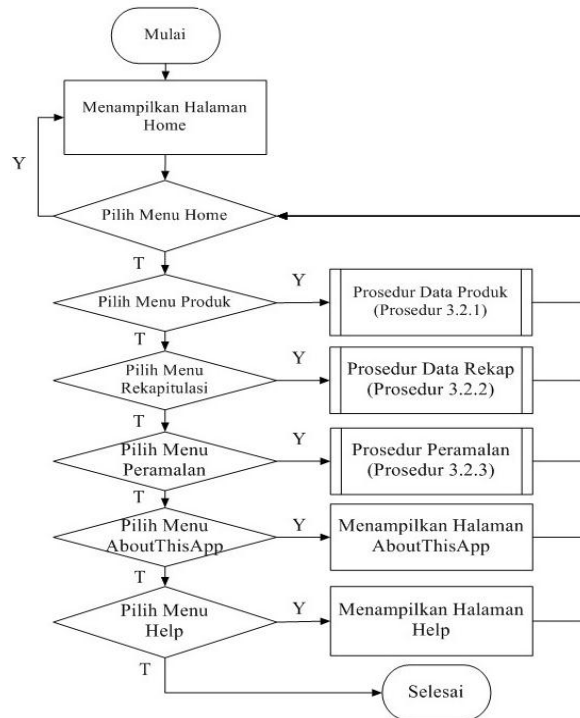 Mulai
Menampilkan Halaman
Home
Y
Pilih Menu Home
T
Pilih Menu Produk
Y
Prosedur Data Produk
(Prosedur 3.2.1)
T
Pilih Menu
Rekapitulasi
Y
Prosedur Data Rekap
(Prosedur 3.2.2)
T
Pilih Menu
Peramalan
Y
Prosedur Peramalan
(Prosedur 3.2.3)
T
Pilih Menu
AboutThisApp
Y
Menampilkan Halaman
AboutThisApp
T
Pilih Menu
Help
Y
Menampilkan Halaman
Help
T
Selesai